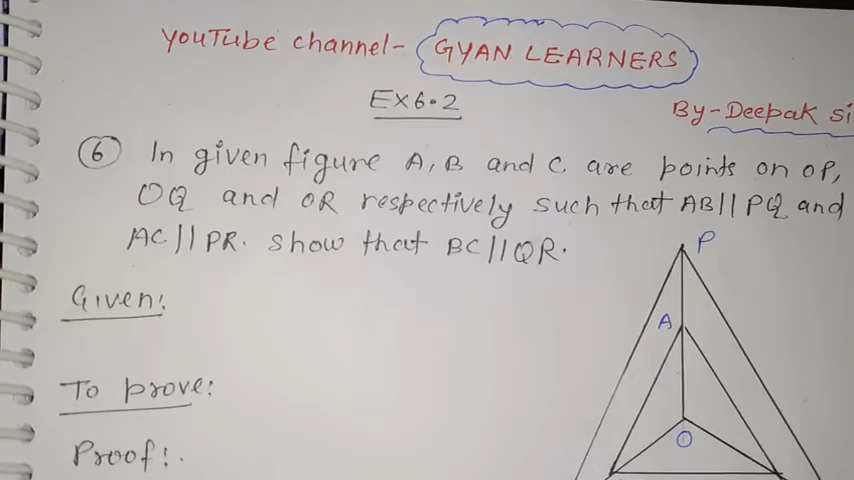 YouTube channel- GYAN LEARNERS
EX 6.2
By-Deepak
6 In given figure A, B and C are points on OP,
OQ and OR respectively such that AB || PQ and
AC || PR. show that BC || QR.
P
Given:
A
To prove:
O
Proof: